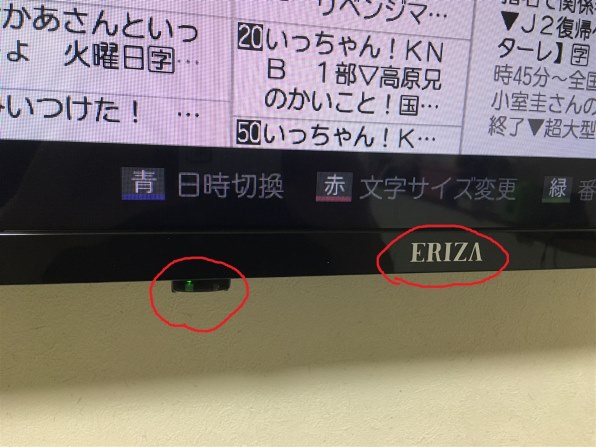 かあさんといっ
ょ 火曜日字…
いつけた! …
リベンジマ…
20いっちゃん!KN
B 1部▽高原兄
のかいこと!国…
50いっちゃん!K…
▼J2復帰へ
ターレ】字
時45分〜全国
小室圭さんの
終了▼超大型
青 日時切換 赤 文字サイズ変更 緑 番
ERIZA